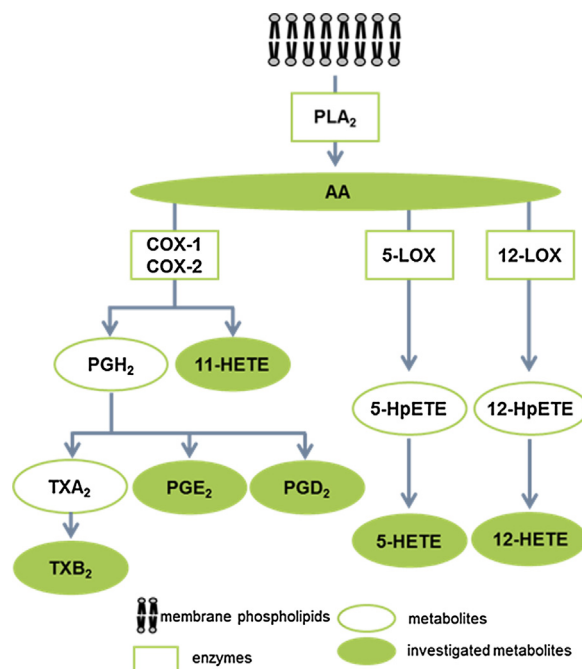 PLA₂
AA
COX-1
COX-2
5-LOX
12-LOX
PGH₂
11-HETE
5-HpETE
12-HpETE
TXA₂
PGE₂
PGD₂
5-HETE
12-HETE
TXB₂
membrane phospholipids
metabolites
enzymes
investigated metabolites